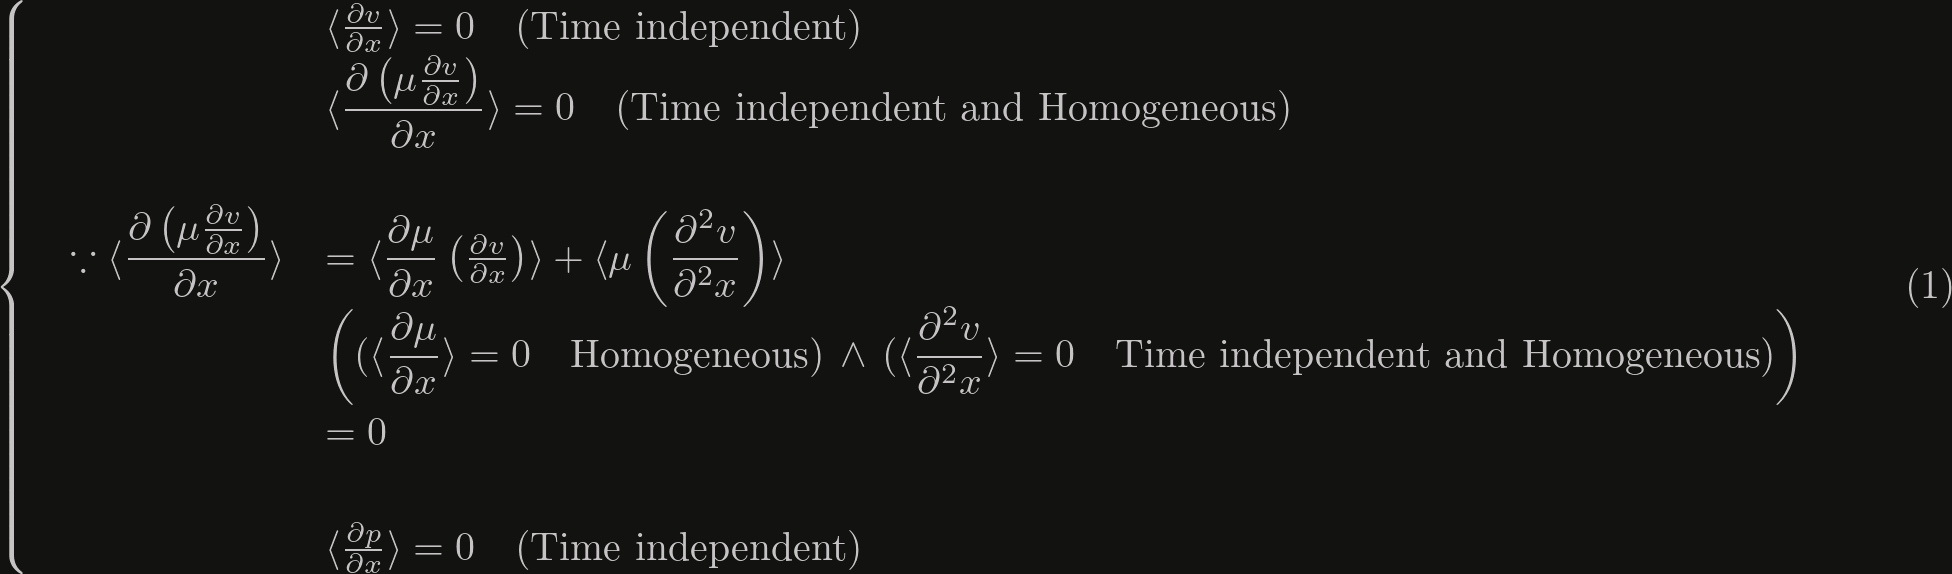 ⟨∂v/∂x⟩ = 0 (Time independent)
⟨∂(μ ∂v/∂x)/∂x⟩ = 0 (Time independent and Homogeneous)
∵ ⟨∂(μ ∂v/∂x)/∂x⟩ = ⟨∂μ/∂x (∂v/∂x)⟩ + ⟨μ (∂²v/∂²x)⟩ (1)
((⟨∂μ/∂x⟩ = 0 Homogeneous) ∧ (⟨∂²v/∂²x⟩ = 0 Time independent and Homogeneous))
= 0
⟨∂p/∂x⟩ = 0 (Time independent)